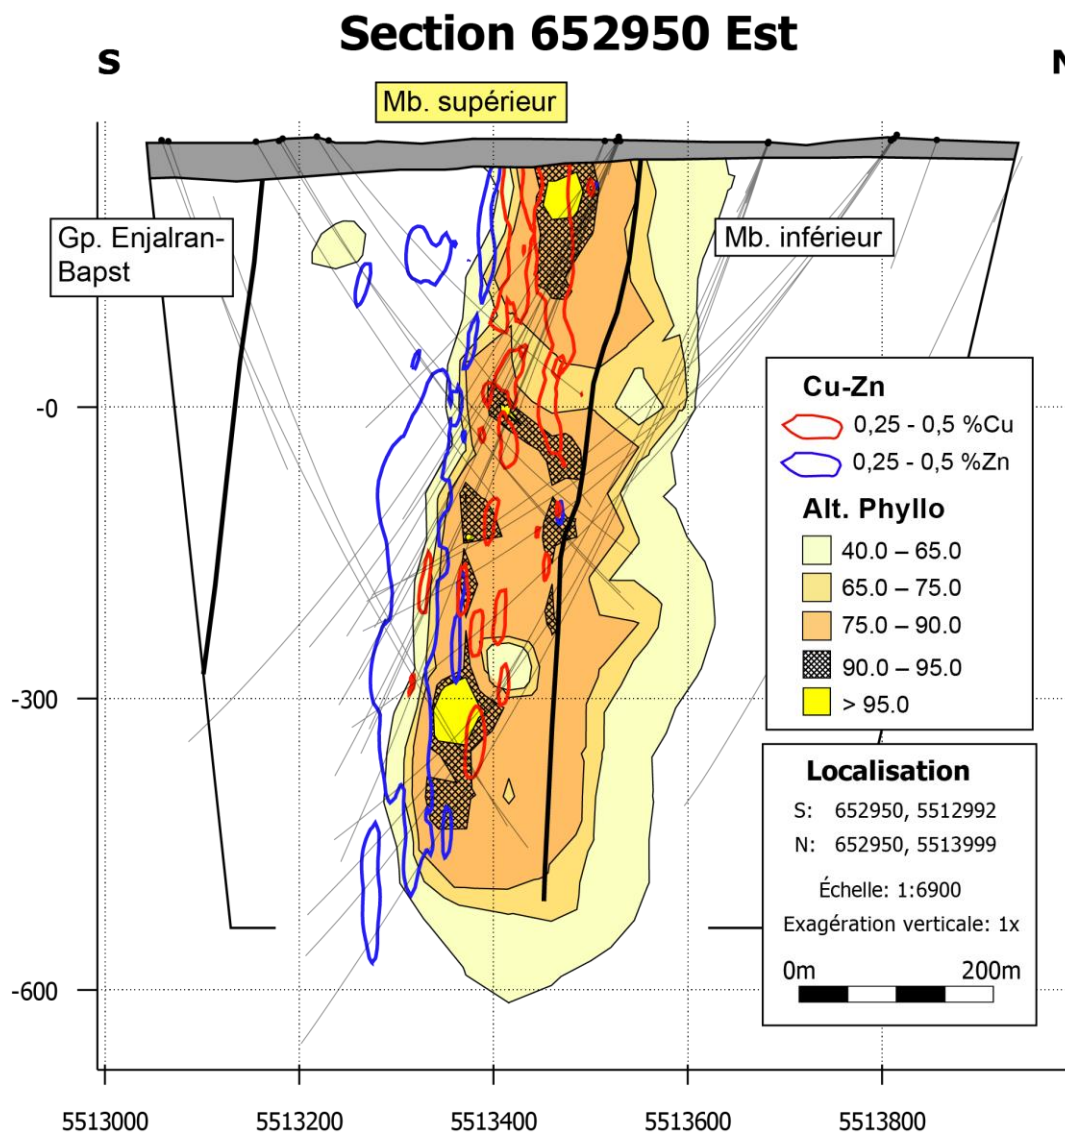 Section 652950 Est
S
N
Mb. supérieur
Gp. Enjalran-
Bapst
Mb. inférieur
-0
-300
-600
Cu-Zn
0,25 - 0,5 %Cu
0,25 - 0,5 %Zn
Alt. Phyllo
40.0 – 65.0
65.0 – 75.0
75.0 – 90.0
90.0 – 95.0
> 95.0
Localisation
S: 652950, 5512992
N: 652950, 5513999
Échelle: 1:6900
Exagération verticale: 1x
0m 200m
5513000 5513200 5513400 5513600 5513800